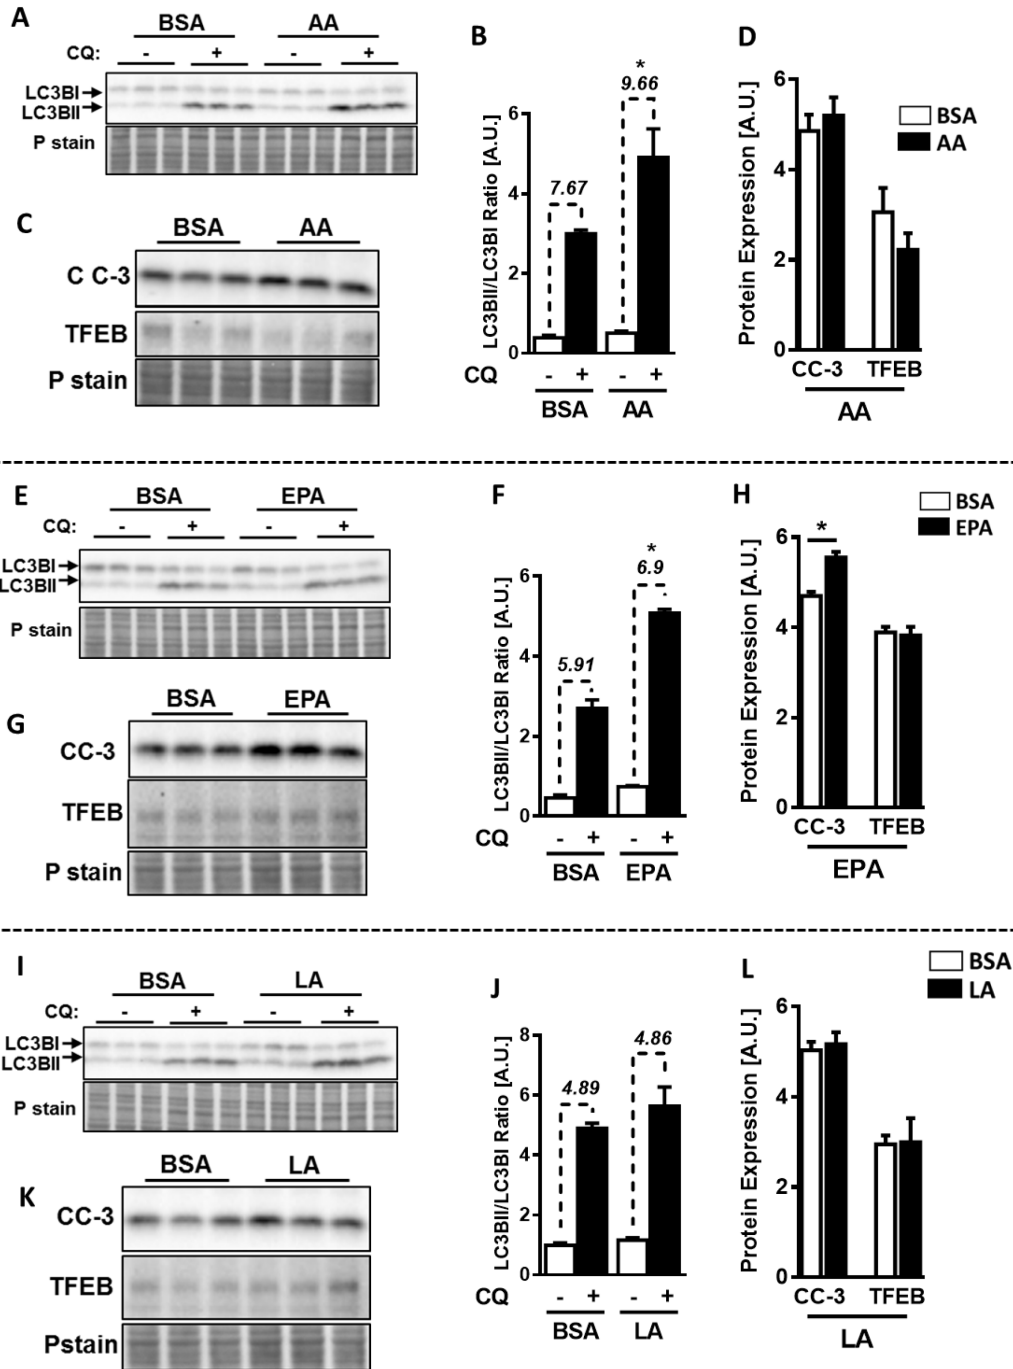 A
BSA AA
CQ: - + - +
LC3BI
LC3BII
P stain
B
LC3BII/LC3BI Ratio [A.U.]
6
4
2
0
7.67
*
9.66
CQ - + - +
BSA AA
D
Protein Expression [A.U.]
6
4
2
0
BSA
AA
CC-3 TFEB
AA
C
BSA AA
C C-3
TFEB
P stain
E
BSA EPA
CQ: - + - +
LC3BI
LC3BII
P stain
F
LC3BII/LC3BI Ratio [A.U.]
6
4
2
0
5.91
*
6.9
CQ - + - +
BSA EPA
H
Protein Expression [A.U.]
6
4
2
0
BSA
EPA
*
CC-3 TFEB
EPA
G
BSA EPA
CC-3
TFEB
P stain
I
BSA LA
CQ: - + - +
LC3BI
LC3BII
P stain
J
LC3BII/LC3BI Ratio [A.U.]
8
6
4
2
0
4.89
4.86
CQ - + - +
BSA LA
L
Protein Expression [A.U.]
6
4
2
0
BSA
LA
CC-3 TFEB
LA
K
BSA LA
CC-3
TFEB
Pstain